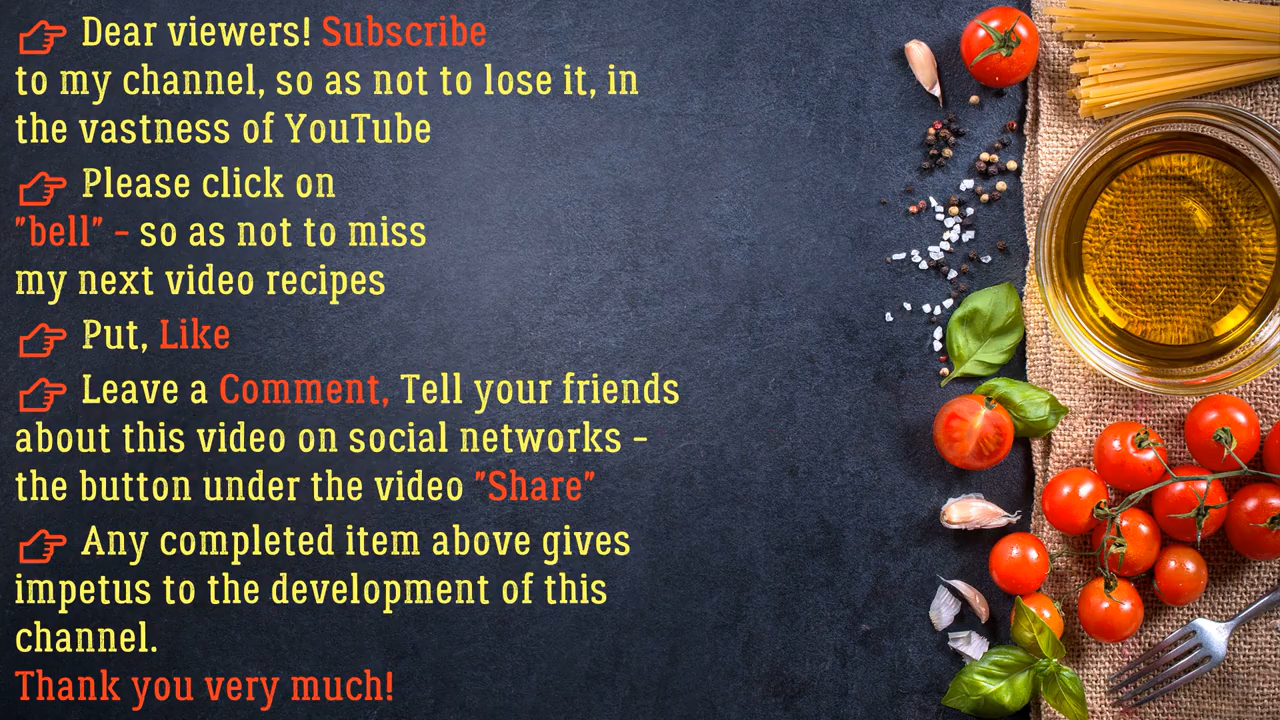 Dear viewers! Subscribe
to my channel, so as not to lose it, in
the vastness of YouTube
Please click on
"bell" - so as not to miss
my next video recipes
Put, Like
Leave a Comment, Tell your friends
about this video on social networks -
the button under the video "Share"
Any completed item above gives
impetus to the development of this
channel.
Thank you very much!